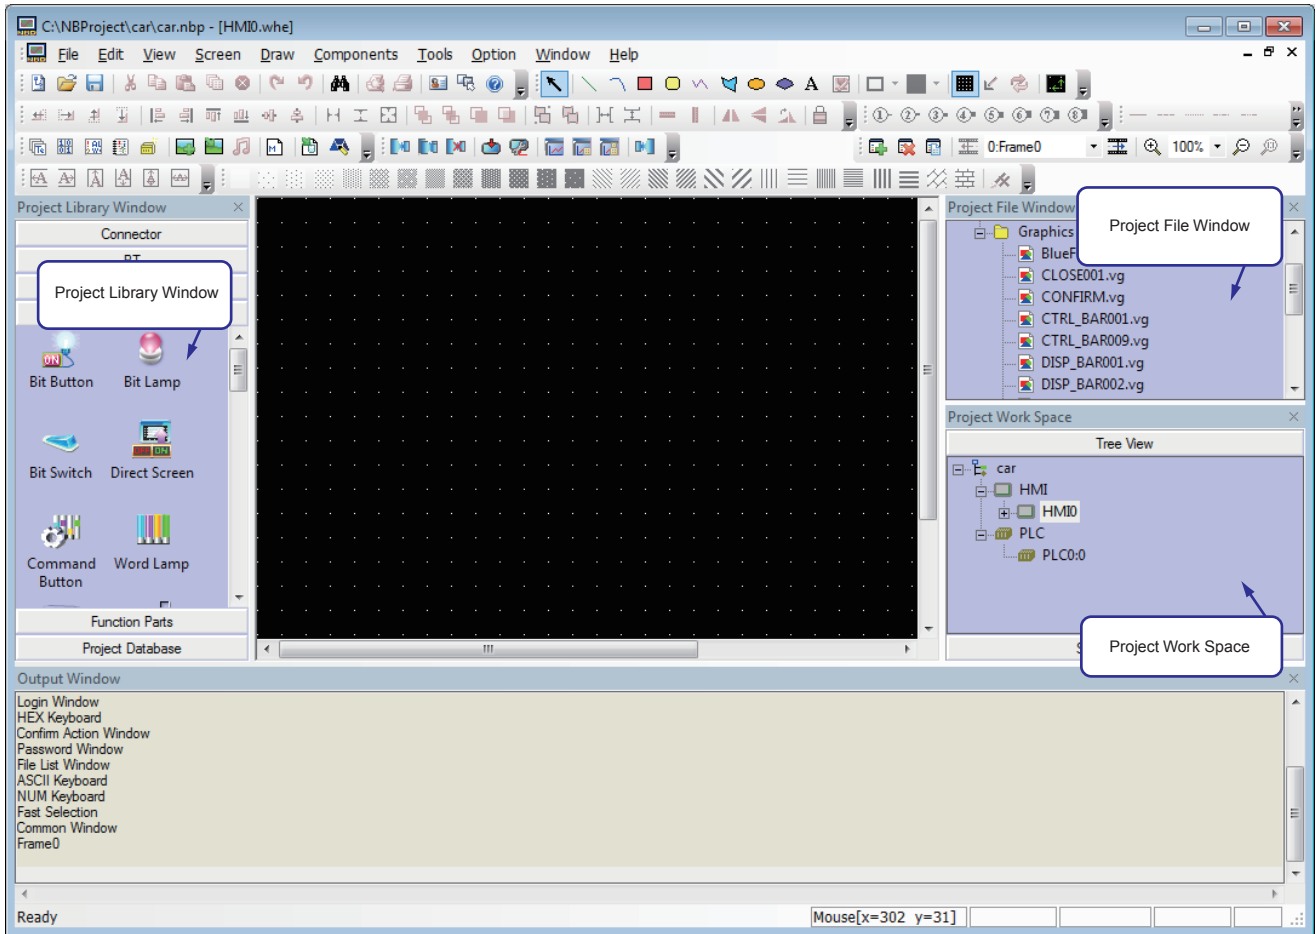 C:\NBProject\car\car.nbp - [HMI0.whe]
File Edit View Screen Draw Components Tools Option Window Help
0:Frame0 100%
Project Library Window
Connector
Project Library Window
Bit Button Bit Lamp
Bit Switch Direct Screen
Command Button Word Lamp
Function Parts
Project Database
Project File Window
Project File Window
Graphics
CLOSE001.vg
CONFIRM.vg
CTRL_BAR001.vg
CTRL_BAR009.vg
DISP_BAR001.vg
DISP_BAR002.vg
Project Work Space
Tree View
car
HMI
HMI0
PLC
PLC0:0
Project Work Space
Output Window
Login Window
HEX Keyboard
Confirm Action Window
Password Window
File List Window
ASCII Keyboard
NUM Keyboard
Fast Selection
Common Window
Frame0
Ready
Mouse[x=302 y=31]